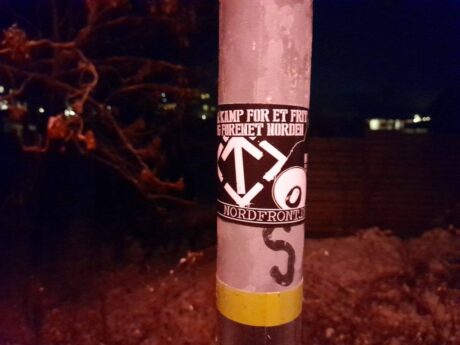 KAMP FOR ET FRIT
FORENET NORDEN
NORDFRONT
S